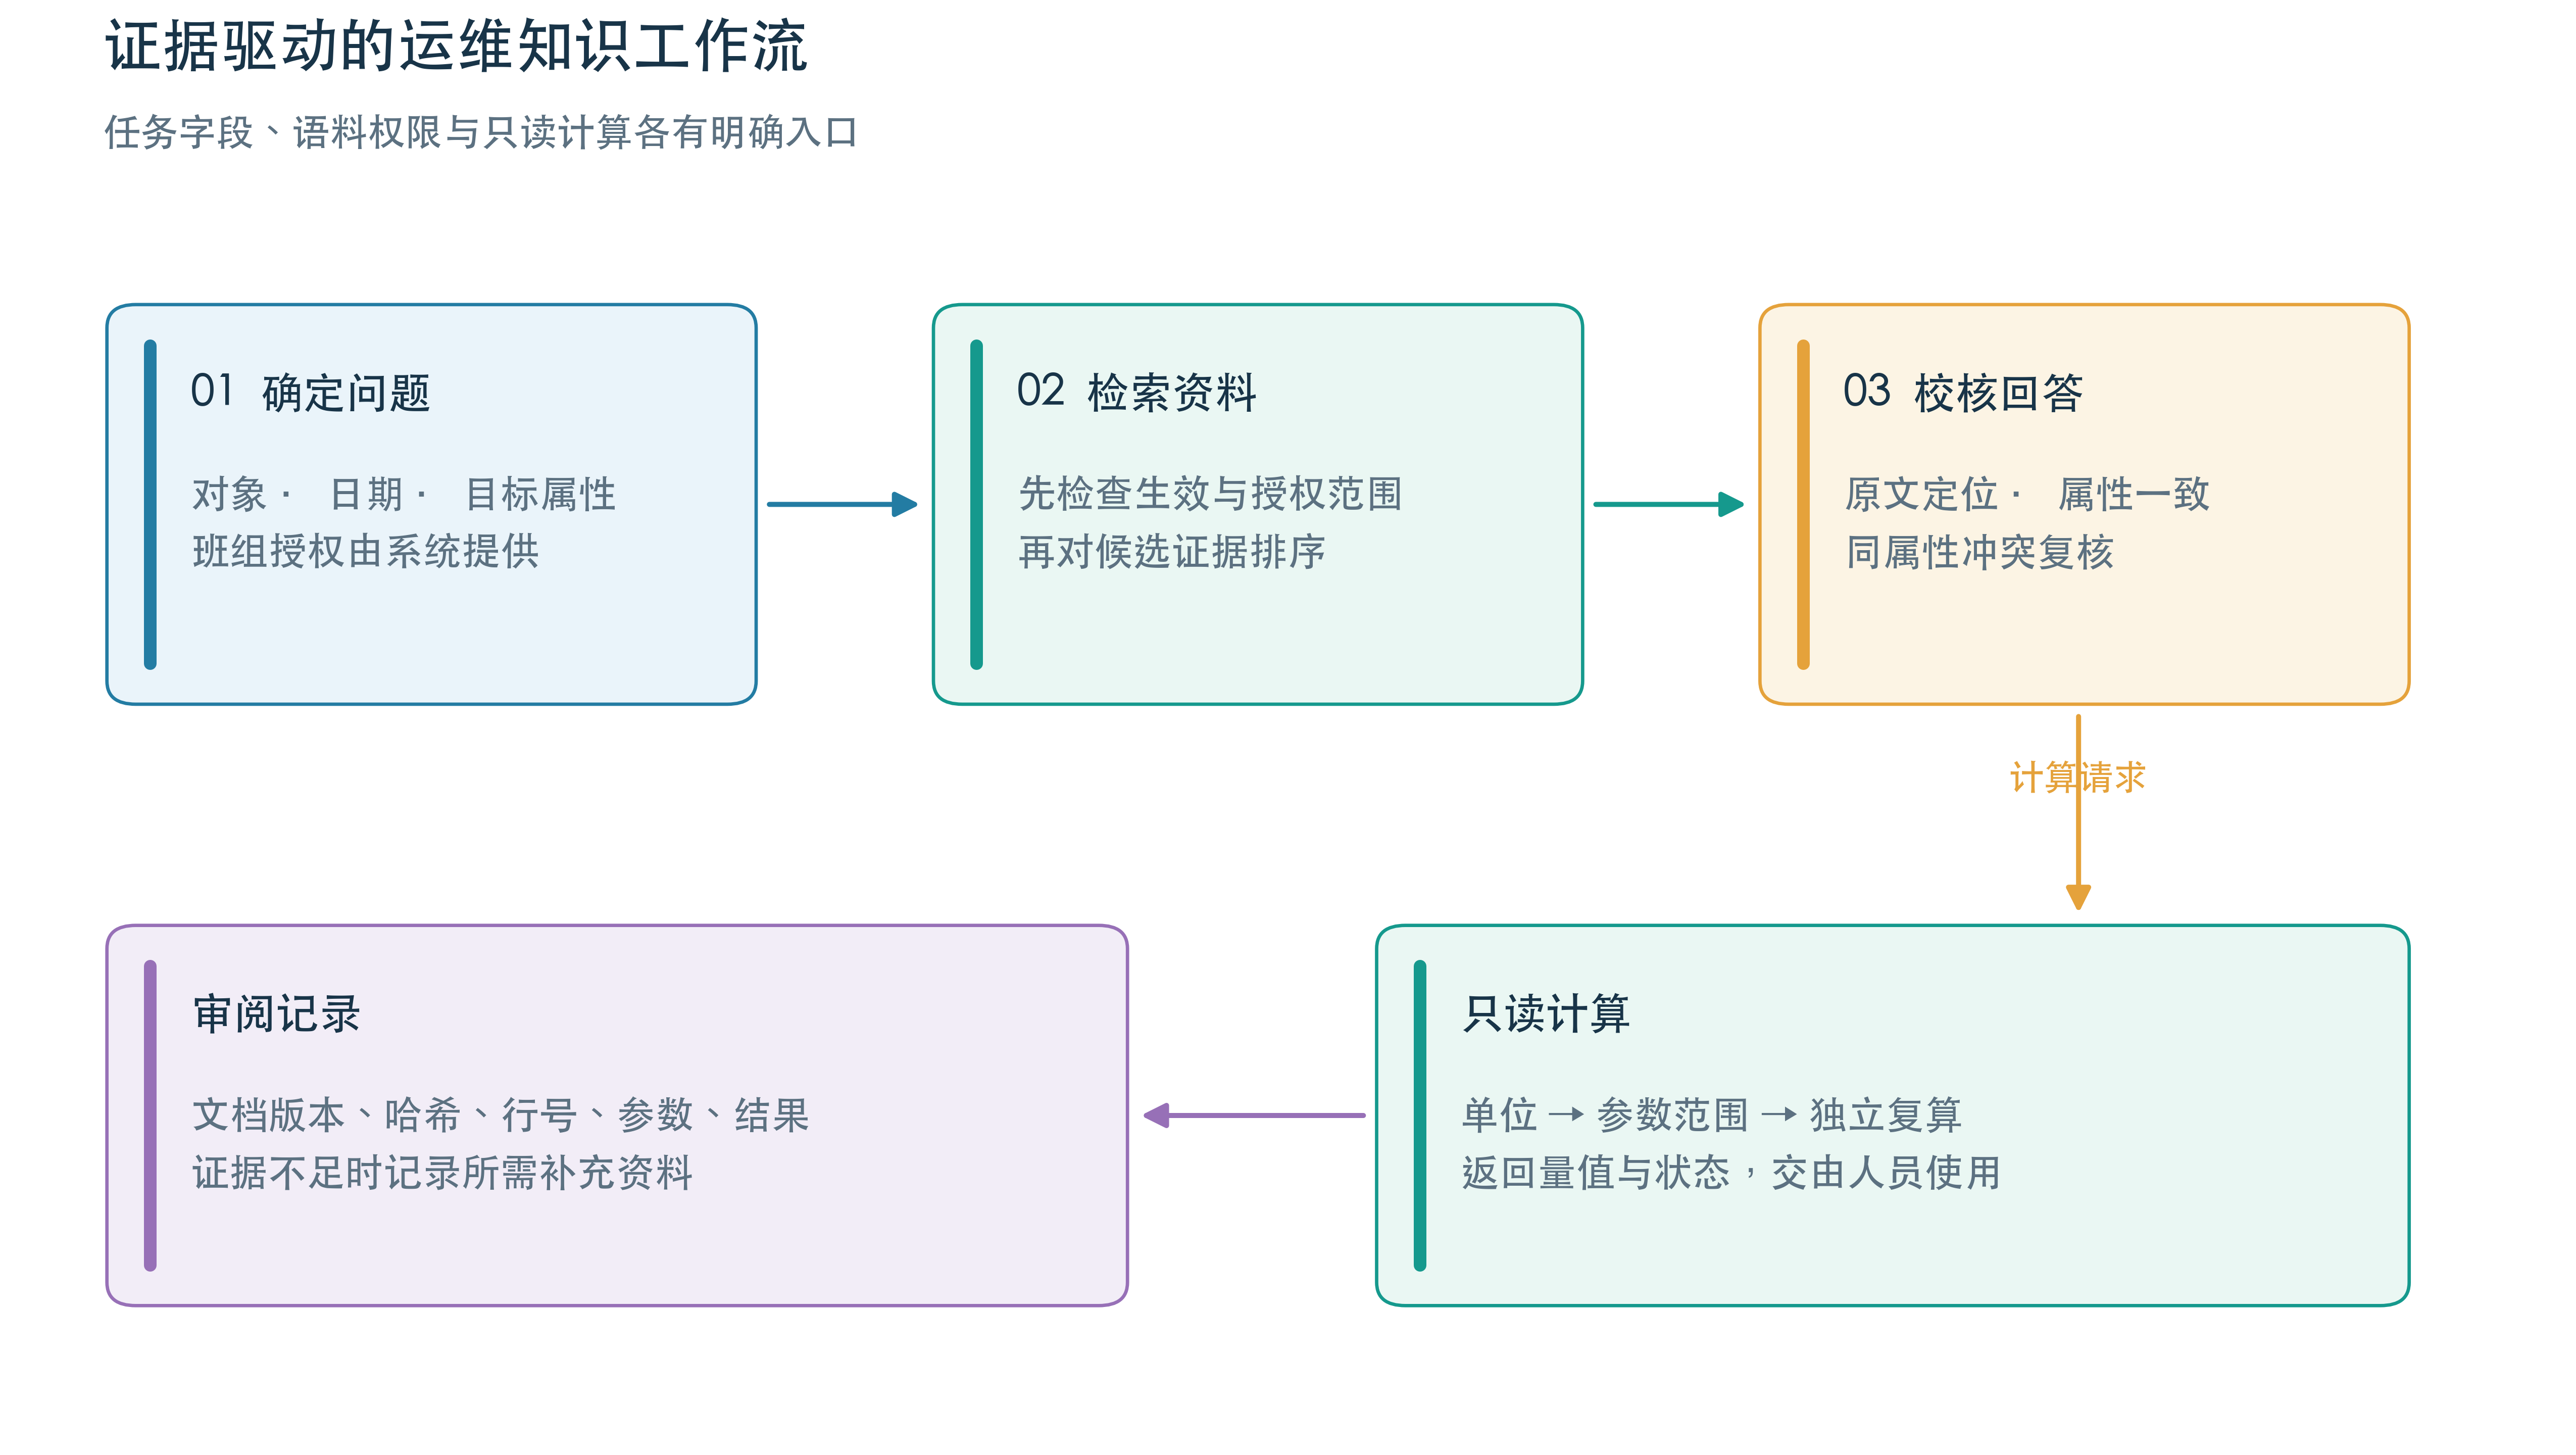 证据驱动的运维知识工作流
任务字段、语料权限与只读计算各有明确入口
01 确定问题
对象 · 日期 · 目标属性
班组授权由系统提供
02 检索资料
先检查生效与授权范围
再对候选证据排序
03 校核回答
原文定位 · 属性一致
同属性冲突复核
计算请求
审阅记录
文档版本、哈希、行号、参数、结果
证据不足时记录所需补充资料
只读计算
单位 → 参数范围 → 独立复算
返回量值与状态，交由人员使用